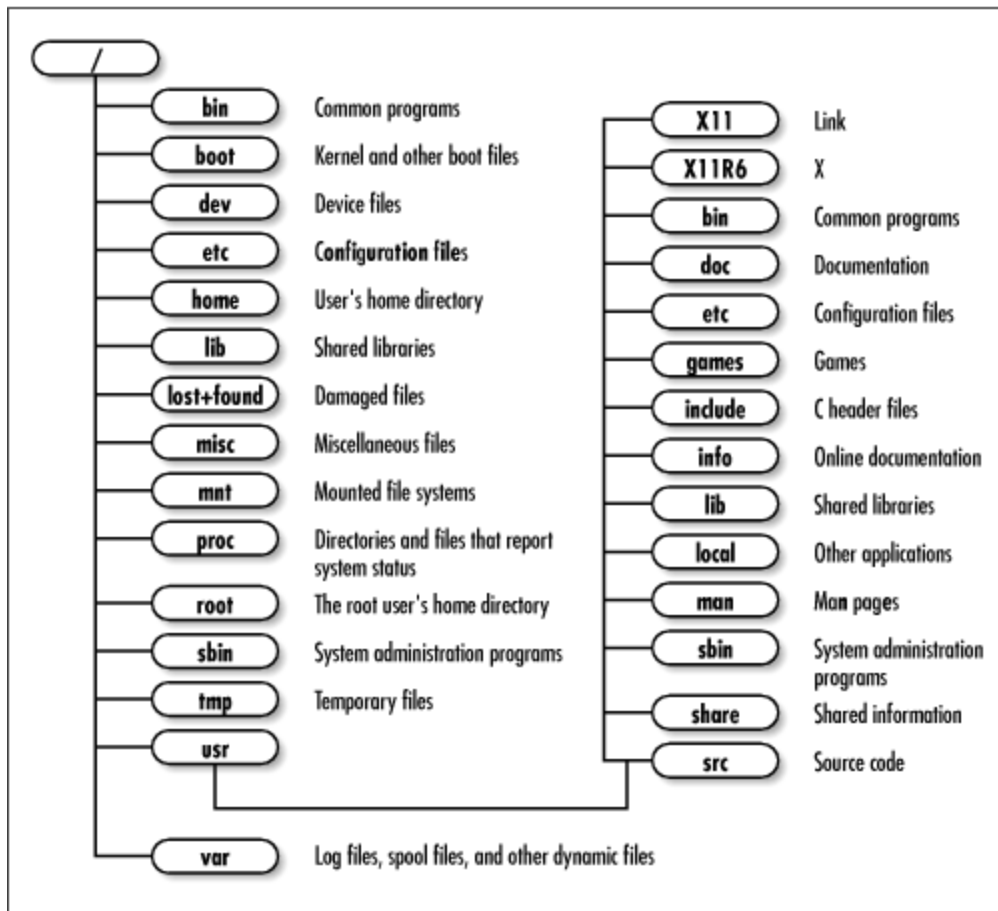 /
bin Common programs
boot Kernel and other boot files
dev Device files
etc Configuration files
home User's home directory
lib Shared libraries
lost+found Damaged files
misc Miscellaneous files
mnt Mounted file systems
proc Directories and files that report
system status
root The root user's home directory
sbin System administration programs
tmp Temporary files
usr
var Log files, spool files, and other dynamic files
X11 Link
X11R6 X
bin Common programs
doc Documentation
etc Configuration files
games Games
include C header files
info Online documentation
lib Shared libraries
local Other applications
man Man pages
sbin System administration
programs
share Shared information
src Source code